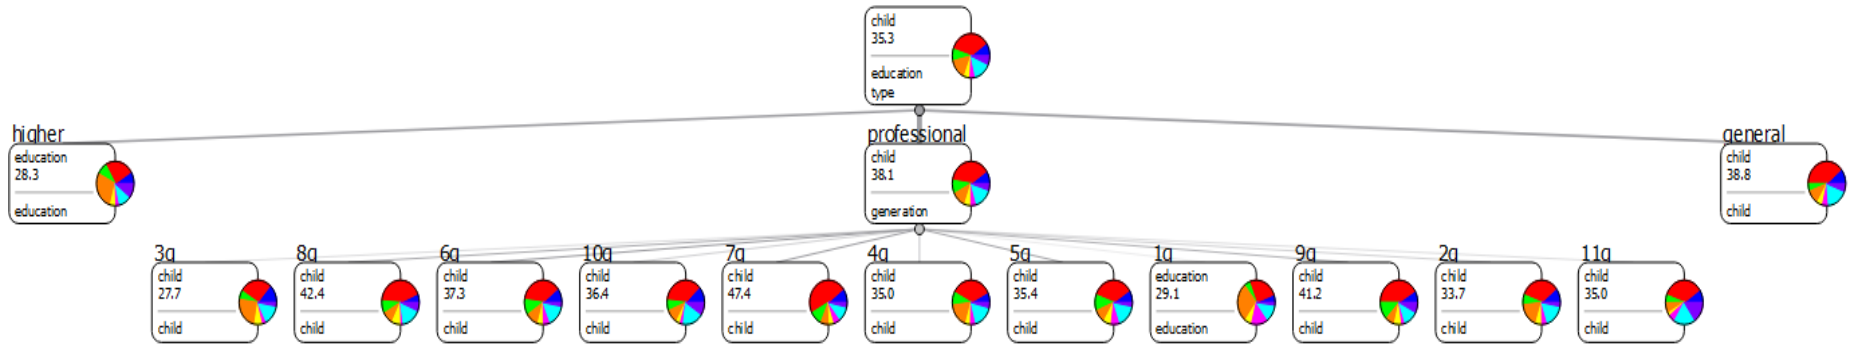 child
35.3
education
type
higher
professional
general
education
28.3
education
child
38.1
generation
child
38.8
child
3g
8g
6g
10g
7g
4g
5g
1g
9g
2g
11g
child
27.7
child
child
42.4
child
child
37.3
child
child
36.4
child
child
47.4
child
child
35.0
child
child
35.4
child
education
29.1
education
child
41.2
child
child
33.7
child
child
35.0
child